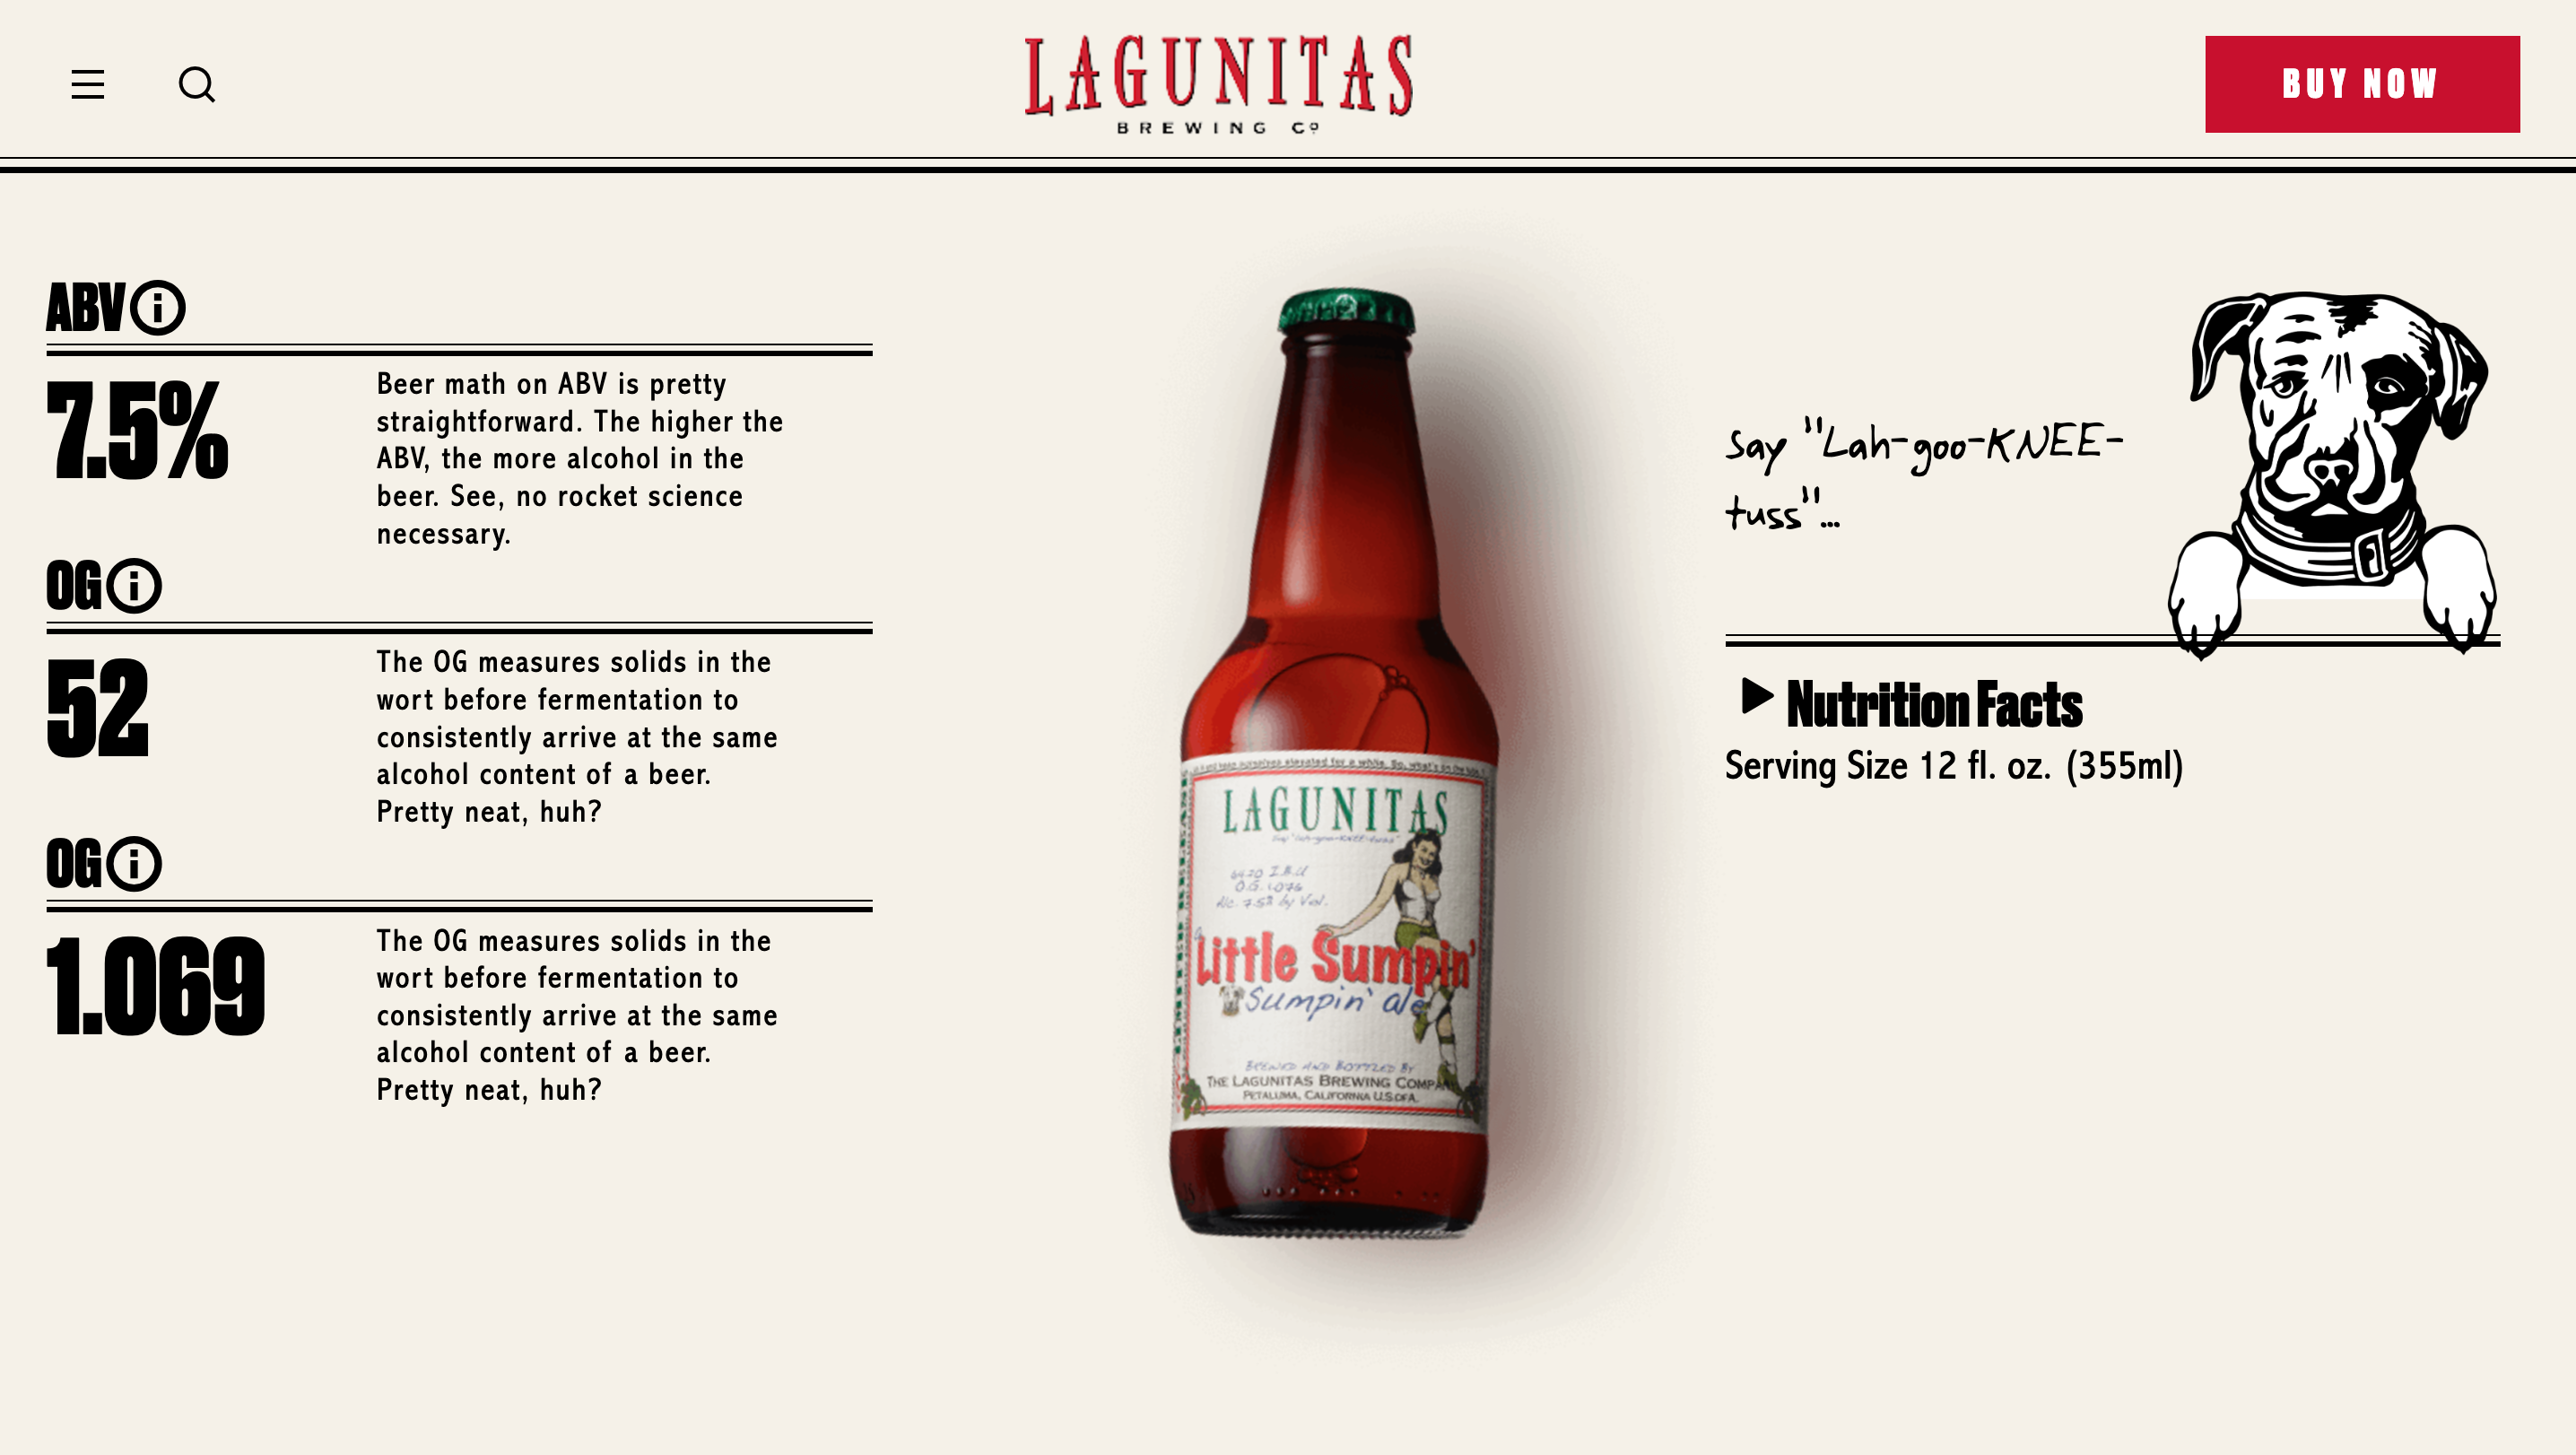 LAGUNITAS
BREWING Cº
BUY NOW
ABV
7.5%
Beer math on ABV is pretty
straightforward. The higher the
ABV, the more alcohol in the
beer. See, no rocket science
necessary.
OG
52
The OG measures solids in the
wort before fermentation to
consistently arrive at the same
alcohol content of a beer.
Pretty neat, huh?
OG
1.069
The OG measures solids in the
wort before fermentation to
consistently arrive at the same
alcohol content of a beer.
Pretty neat, huh?
LAGUNITAS
Say "Lah-goo-KNEE-tuss"
64.20 I.B.U
O.G. 1.076
Alc. 7.5% by Vol.
a
Little Sumpin'
Sumpin' ale
BREWED AND BOTTLED BY
THE LAGUNITAS BREWING
PETALUMA, CALIFORNIA U.S.OF A.
Say "Lah-goo-KNEE-
tuss"...
Nutrition Facts
Serving Size 12 fl. oz. (355ml)